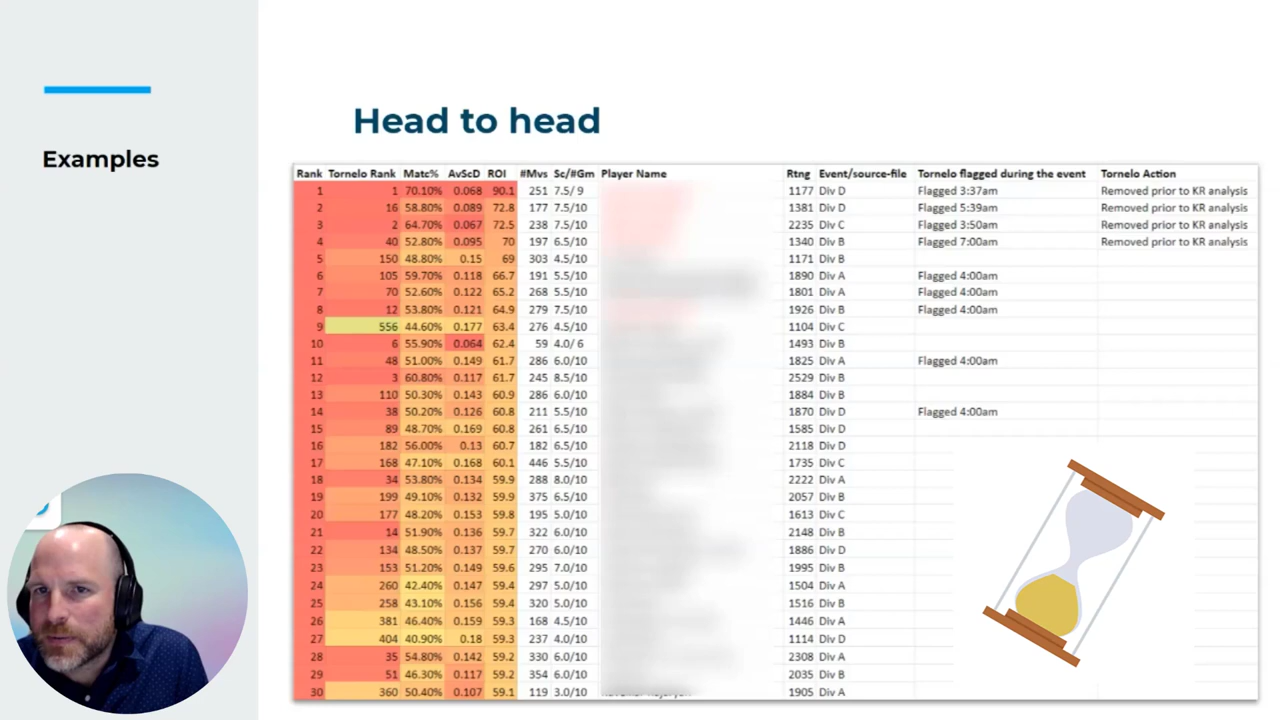 Examples
Head to head
Rank Tornelo Rank Matc% AvScD ROI #Mvs Sc/#Gm Player Name Rtng Event/source-file Tornelo flagged during the event Tornelo Action
1 1 70.10% 0.068 90.1 251 7.5/ 9 1177 Div D Flagged 3:37am Removed prior to KR analysis
2 16 58.80% 0.089 72.8 177 7.5/10 1381 Div D Flagged 5:39am Removed prior to KR analysis
3 2 64.70% 0.067 72.5 238 7.5/10 2235 Div C Flagged 3:50am Removed prior to KR analysis
4 40 52.80% 0.095 70 197 6.5/10 1340 Div B Flagged 7:00am Removed prior to KR analysis
5 150 48.80% 0.15 69 303 4.5/10 1171 Div B
6 105 59.70% 0.118 66.7 191 5.5/10 1890 Div A Flagged 4:00am
7 70 52.60% 0.122 65.2 268 5.5/10 1801 Div A Flagged 4:00am
8 12 53.80% 0.121 64.9 279 7.5/10 1926 Div B Flagged 4:00am
9 556 44.60% 0.177 63.4 276 4.5/10 1104 Div C
10 6 55.90% 0.064 62.4 59 4.0/ 6 1493 Div B
11 48 51.00% 0.149 61.7 286 6.0/10 1825 Div A Flagged 4:00am
12 3 60.80% 0.117 61.7 245 8.5/10 2529 Div B
13 110 50.30% 0.143 60.9 286 6.0/10 1884 Div B
14 38 50.20% 0.126 60.8 211 5.5/10 1870 Div D Flagged 4:00am
15 89 48.70% 0.169 60.8 261 6.5/10 1585 Div D
16 182 56.00% 0.13 60.7 182 6.5/10 2118 Div D
17 168 47.10% 0.168 60.1 446 5.5/10 1735 Div C
18 34 53.80% 0.134 59.9 288 8.0/10 2222 Div A
19 199 49.10% 0.132 59.9 375 6.5/10 2057 Div B
20 177 48.20% 0.153 59.8 195 5.0/10 1613 Div C
21 14 51.90% 0.136 59.7 322 6.0/10 2148 Div B
22 134 48.50% 0.137 59.7 270 6.0/10 1886 Div D
23 153 51.20% 0.149 59.6 295 7.0/10 1995 Div B
24 260 42.40% 0.147 59.4 297 5.0/10 1504 Div A
25 258 43.10% 0.156 59.4 320 5.0/10 1516 Div B
26 381 46.40% 0.159 59.3 168 4.5/10 1446 Div A
27 404 40.90% 0.18 59.3 237 4.0/10 1114 Div D
28 35 54.80% 0.142 59.2 330 6.0/10 2308 Div A
29 51 46.30% 0.117 59.2 354 6.0/10 2035 Div B
30 360 50.40% 0.107 59.1 119 3.0/10 1905 Div A